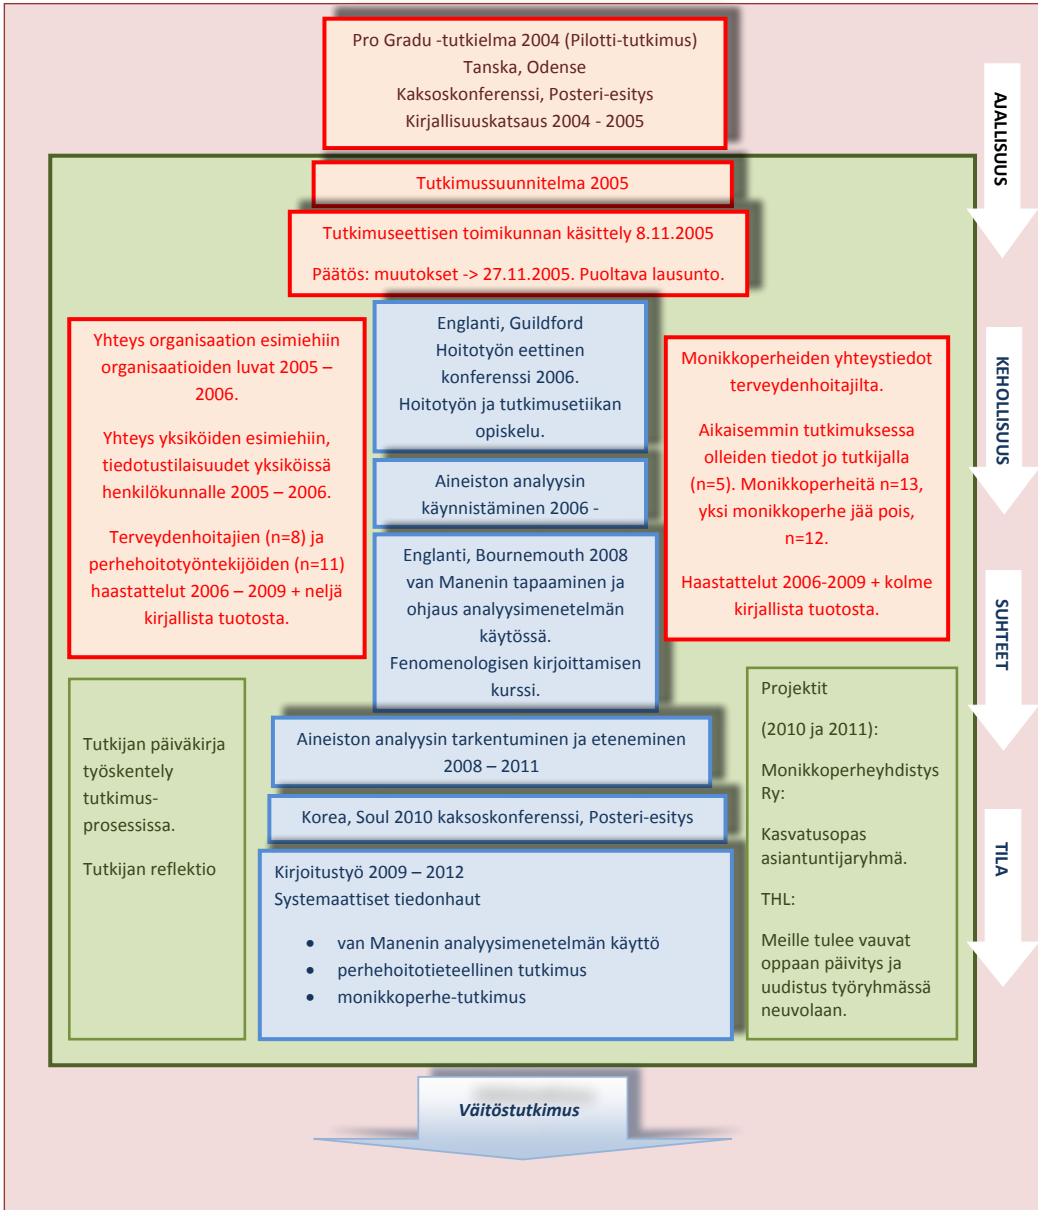 Pro Gradu -tutkielma 2004 (Pilotti-tutkimus)
Tanska, Odense
Kaksoskonferenssi, Posteri-esitys
Kirjallisuuskatsaus 2004 - 2005
AJALLISUUS
Tutkimussuunnitelma 2005
Tutkimuseettisen toimikunnan käsittely 8.11.2005
Päätös: muutokset -> 27.11.2005. Puoltava lausunto.
Yhteys organisaation esimiehiin
organisaatioiden luvat 2005 –
2006.
Yhteys yksiköiden esimiehiin,
tiedotustilaisuudet yksiköissä
henkilökunnalle 2005 – 2006.
Terveydenhoitajien (n=8) ja
perhehoitotyöntekijöiden (n=11)
haastattelut 2006 – 2009 + neljä
kirjallista tuotosta.
Englanti, Guildford
Hoitotyön eettinen
konferenssi 2006.
Hoitotyön ja tutkimusetiikan
opiskelu.
Aineiston analyysin
käynnistäminen 2006 -
Englanti, Bournemouth 2008
van Manenin tapaaminen ja
ohjaus analyysimenetelmän
käytössä.
Fenomenologisen kirjoittamisen
kurssi.
Monikkoperheiden yhteystiedot
terveydenhoitajilta.
Aikaisemmin tutkimuksessa
olleiden tiedot jo tutkijalla
(n=5). Monikkoperheitä n=13,
yksi monikkoperhe jää pois,
n=12.
Haastattelut 2006-2009 + kolme
kirjallista tuotosta.
KEHOLLISUUS
SUHTEET
Tutkijan päiväkirja
työskentely
tutkimus-
prosessissa.
Tutkijan reflektio
Aineiston analyysin tarkentuminen ja eteneminen
2008 – 2011
Korea, Soul 2010 kaksoskonferenssi, Posteri-esitys
Kirjoitustyö 2009 – 2012
Systemaattiset tiedonhaut
• van Manenin analyysimenetelmän käyttö
• perhehoitotieteellinen tutkimus
• monikkoperhe-tutkimus
Projektit
(2010 ja 2011):
Monikkoperheyhdistys
Ry:
Kasvatusopas
asiantuntijaryhmä.
THL:
Meille tulee vauvat
oppaan päivitys ja
uudistus työryhmässä
neuvolaan.
TILA
Väitöstutkimus